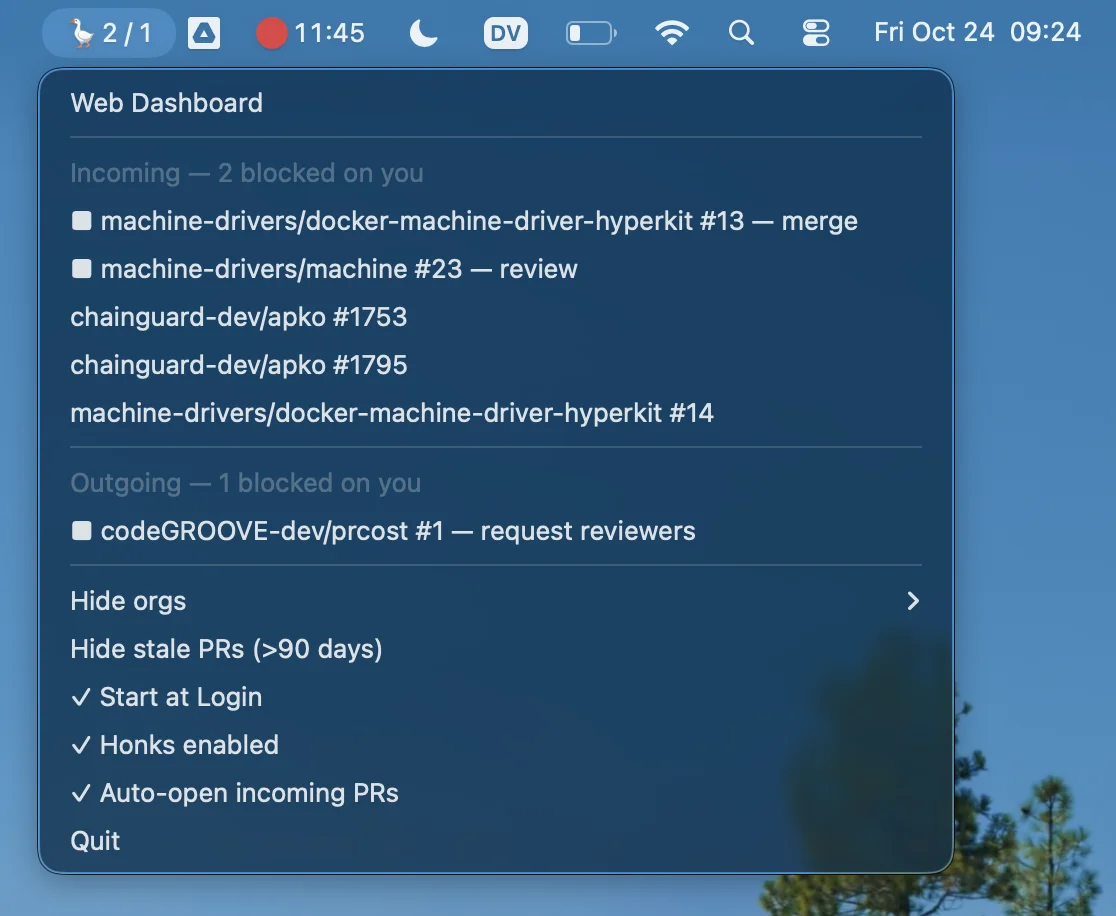 2 / 1 11:45 DV Fri Oct 24 09:24
Web Dashboard
Incoming — 2 blocked on you
machine-drivers/docker-machine-driver-hyperkit #13 — merge
machine-drivers/machine #23 — review
chainguard-dev/apko #1753
chainguard-dev/apko #1795
machine-drivers/docker-machine-driver-hyperkit #14
Outgoing — 1 blocked on you
codeGROOVE-dev/prcost #1 — request reviewers
Hide orgs
Hide stale PRs (>90 days)
✓ Start at Login
✓ Honks enabled
✓ Auto-open incoming PRs
Quit